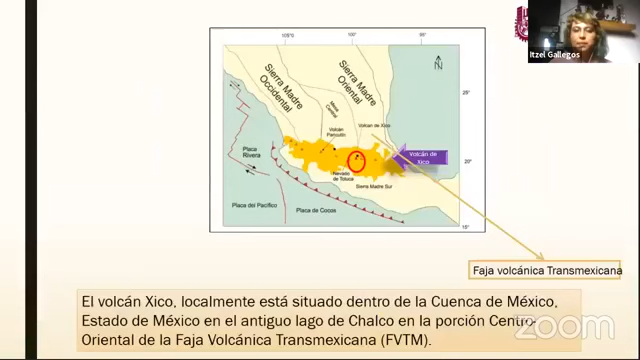 Itzel Gallegos
105°0
95°
N
25°
20°
15°
Sierra Madre
Occidental
Sierra Madre
Oriental
Mesa
Central
Volcán de Xico
Volcán
Paricutín
Volcán de
Xico
Placa
Rivera
Nevado
de Toluca
Sierra Madre Sur
Placa del Pacífico
Placa de Cocos
Faja volcánica Transmexicana
El volcán Xico, localmente está situado dentro de la Cuenca de México,
Estado de México en el antiguo lago de Chalco en la porción Centro-
Oriental de la Faja Volcánica Transmexicana (FVTM).
zoom